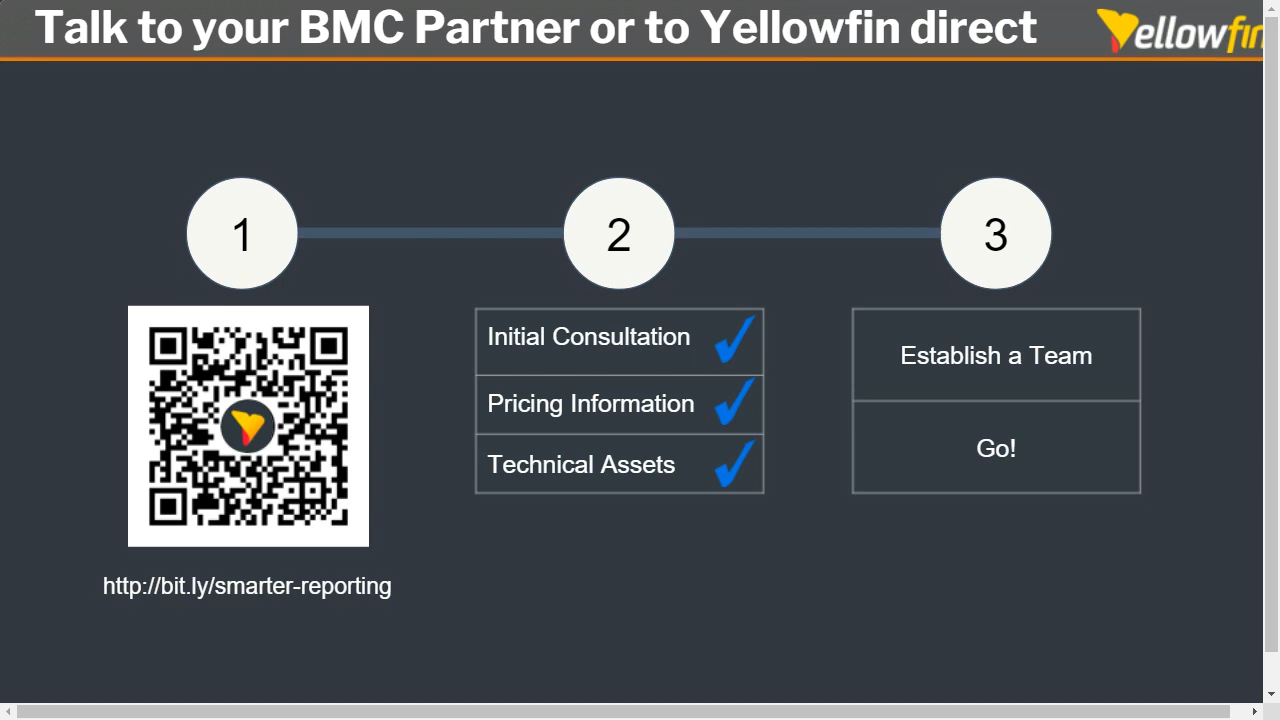 Talk to your BMC Partner or to Yellowfin direct
Yellowfin
1
2
3
Initial Consultation
Pricing Information
Technical Assets
Establish a Team
Go!
http://bit.ly/smarter-reporting